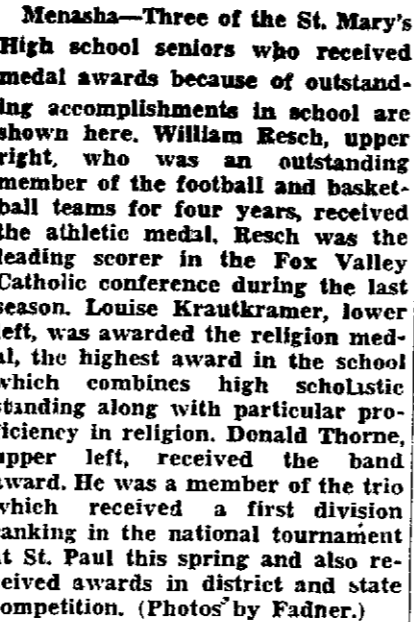 Menasha—Three of the St. Mary's
High school seniors who received
medal awards because of outstand-
ing accomplishments in school are
shown here. William Resch, upper
right, who was an outstanding
member of the football and basket-
ball teams for four years, received
the athletic medal. Resch was the
leading scorer in the Fox Valley
Catholic conference during the last
season. Louise Krautkramer, lower
left, was awarded the religion med-
al, the highest award in the school
which combines high scholastic
standing along with particular pro-
ficiency in religion. Donald Thorne,
upper left, received the band
award. He was a member of the trio
which received a first division
ranking in the national tournament
at St. Paul this spring and also re-
ceived awards in district and state
competition. (Photos by Fadner.)